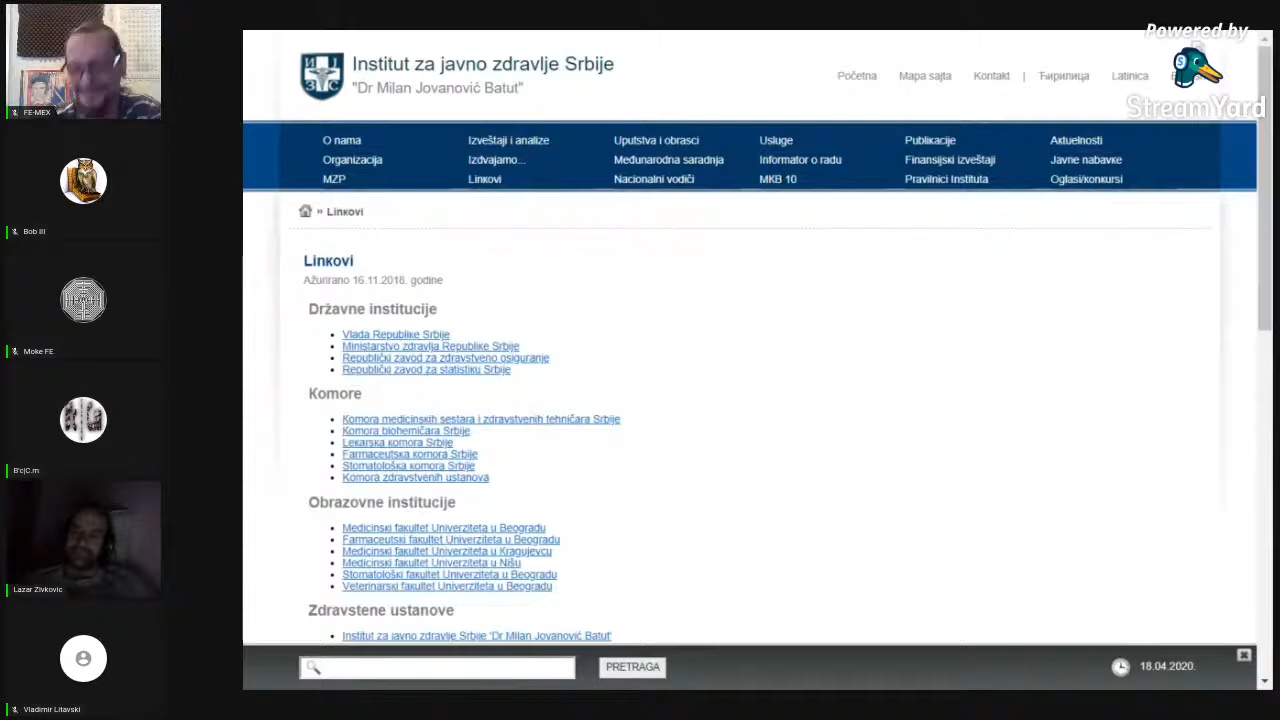 FE-MEX
Bob III
Moke FE
B'c|C.m
Lazar Zivkovic
Vladimir Litavski
Powered by
StreamYard
Institut za javno zdravlje Srbije
"Dr Milan Jovanović Batut"
Početna Mapa sajta Kontakt | Ћирилица Latinica
O nama Izveštaji i analize Uputstva i obrasci Usluge Publikacije Aktuelnosti
Organizacija Izdvajamo... Međunarodna saradnja Informator o radu Finansijski izveštaji Javne nabavke
MZP Linkovi Nacionalni vodiči MKB 10 Pravilnici Instituta Oglasi/konkursi
» Linkovi
Linkovi
Ažurirano 16.11.2018. godine
Državne institucije
Vlada Republike Srbije
Ministarstvo zdravlja Republike Srbije
Republički zavod za zdravstveno osiguranje
Republički zavod za statistiku Srbije
Komore
Komora medicinskih sestara i zdravstvenih tehničara Srbije
Komora biohemičara Srbije
Lekarska komora Srbije
Farmaceutska komora Srbije
Stomatološka komora Srbije
Komora zdravstvenih ustanova
Obrazovne institucije
Medicinski fakultet Univerziteta u Beogradu
Farmaceutski fakultet Univerziteta u Beogradu
Medicinski fakultet Univerziteta u Kragujevcu
Medicinski fakultet Univerziteta u Nišu
Stomatološki fakultet Univerziteta u Beogradu
Veterinarski fakultet Univerziteta u Beogradu
Zdravstene ustanove
Institut za javno zdravlje Srbije 'Dr Milan Jovanović Batut'
PRETRAGA
18.04.2020.